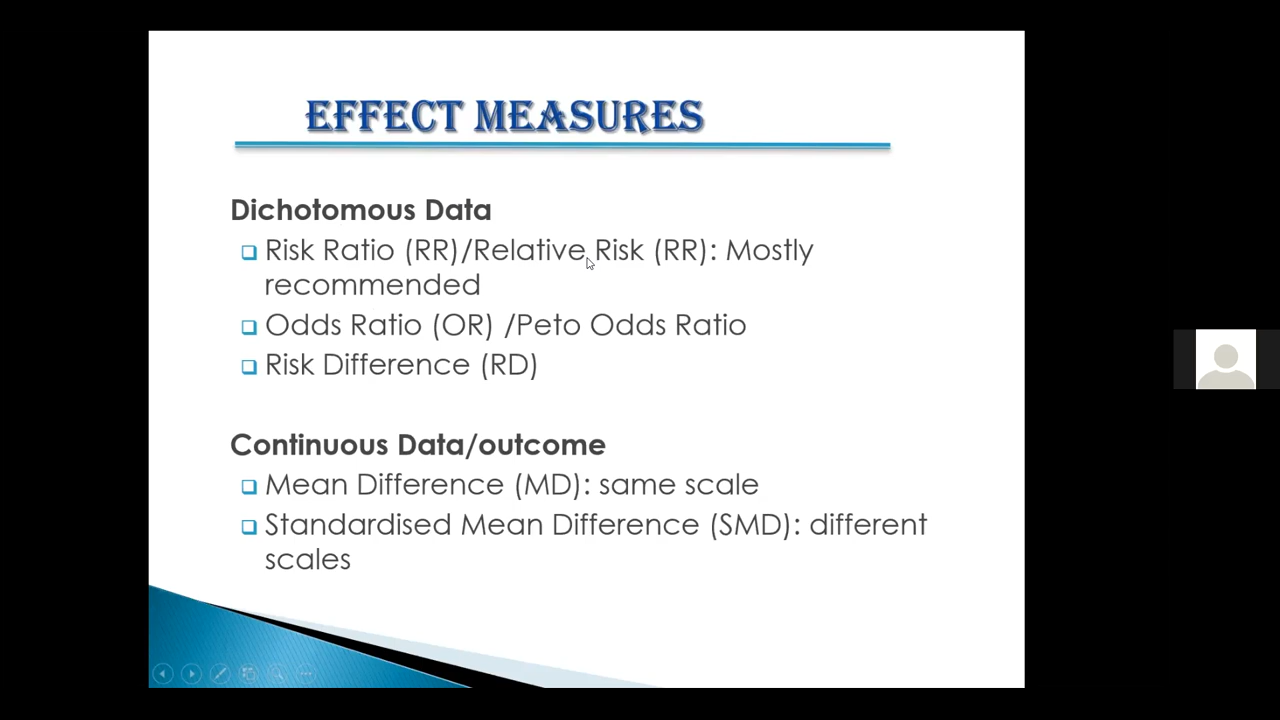 EFFECT MEASURES
Dichotomous Data
Risk Ratio (RR)/Relative Risk (RR): Mostly
recommended
Odds Ratio (OR) /Peto Odds Ratio
Risk Difference (RD)
Continuous Data/outcome
Mean Difference (MD): same scale
Standardised Mean Difference (SMD): different
scales